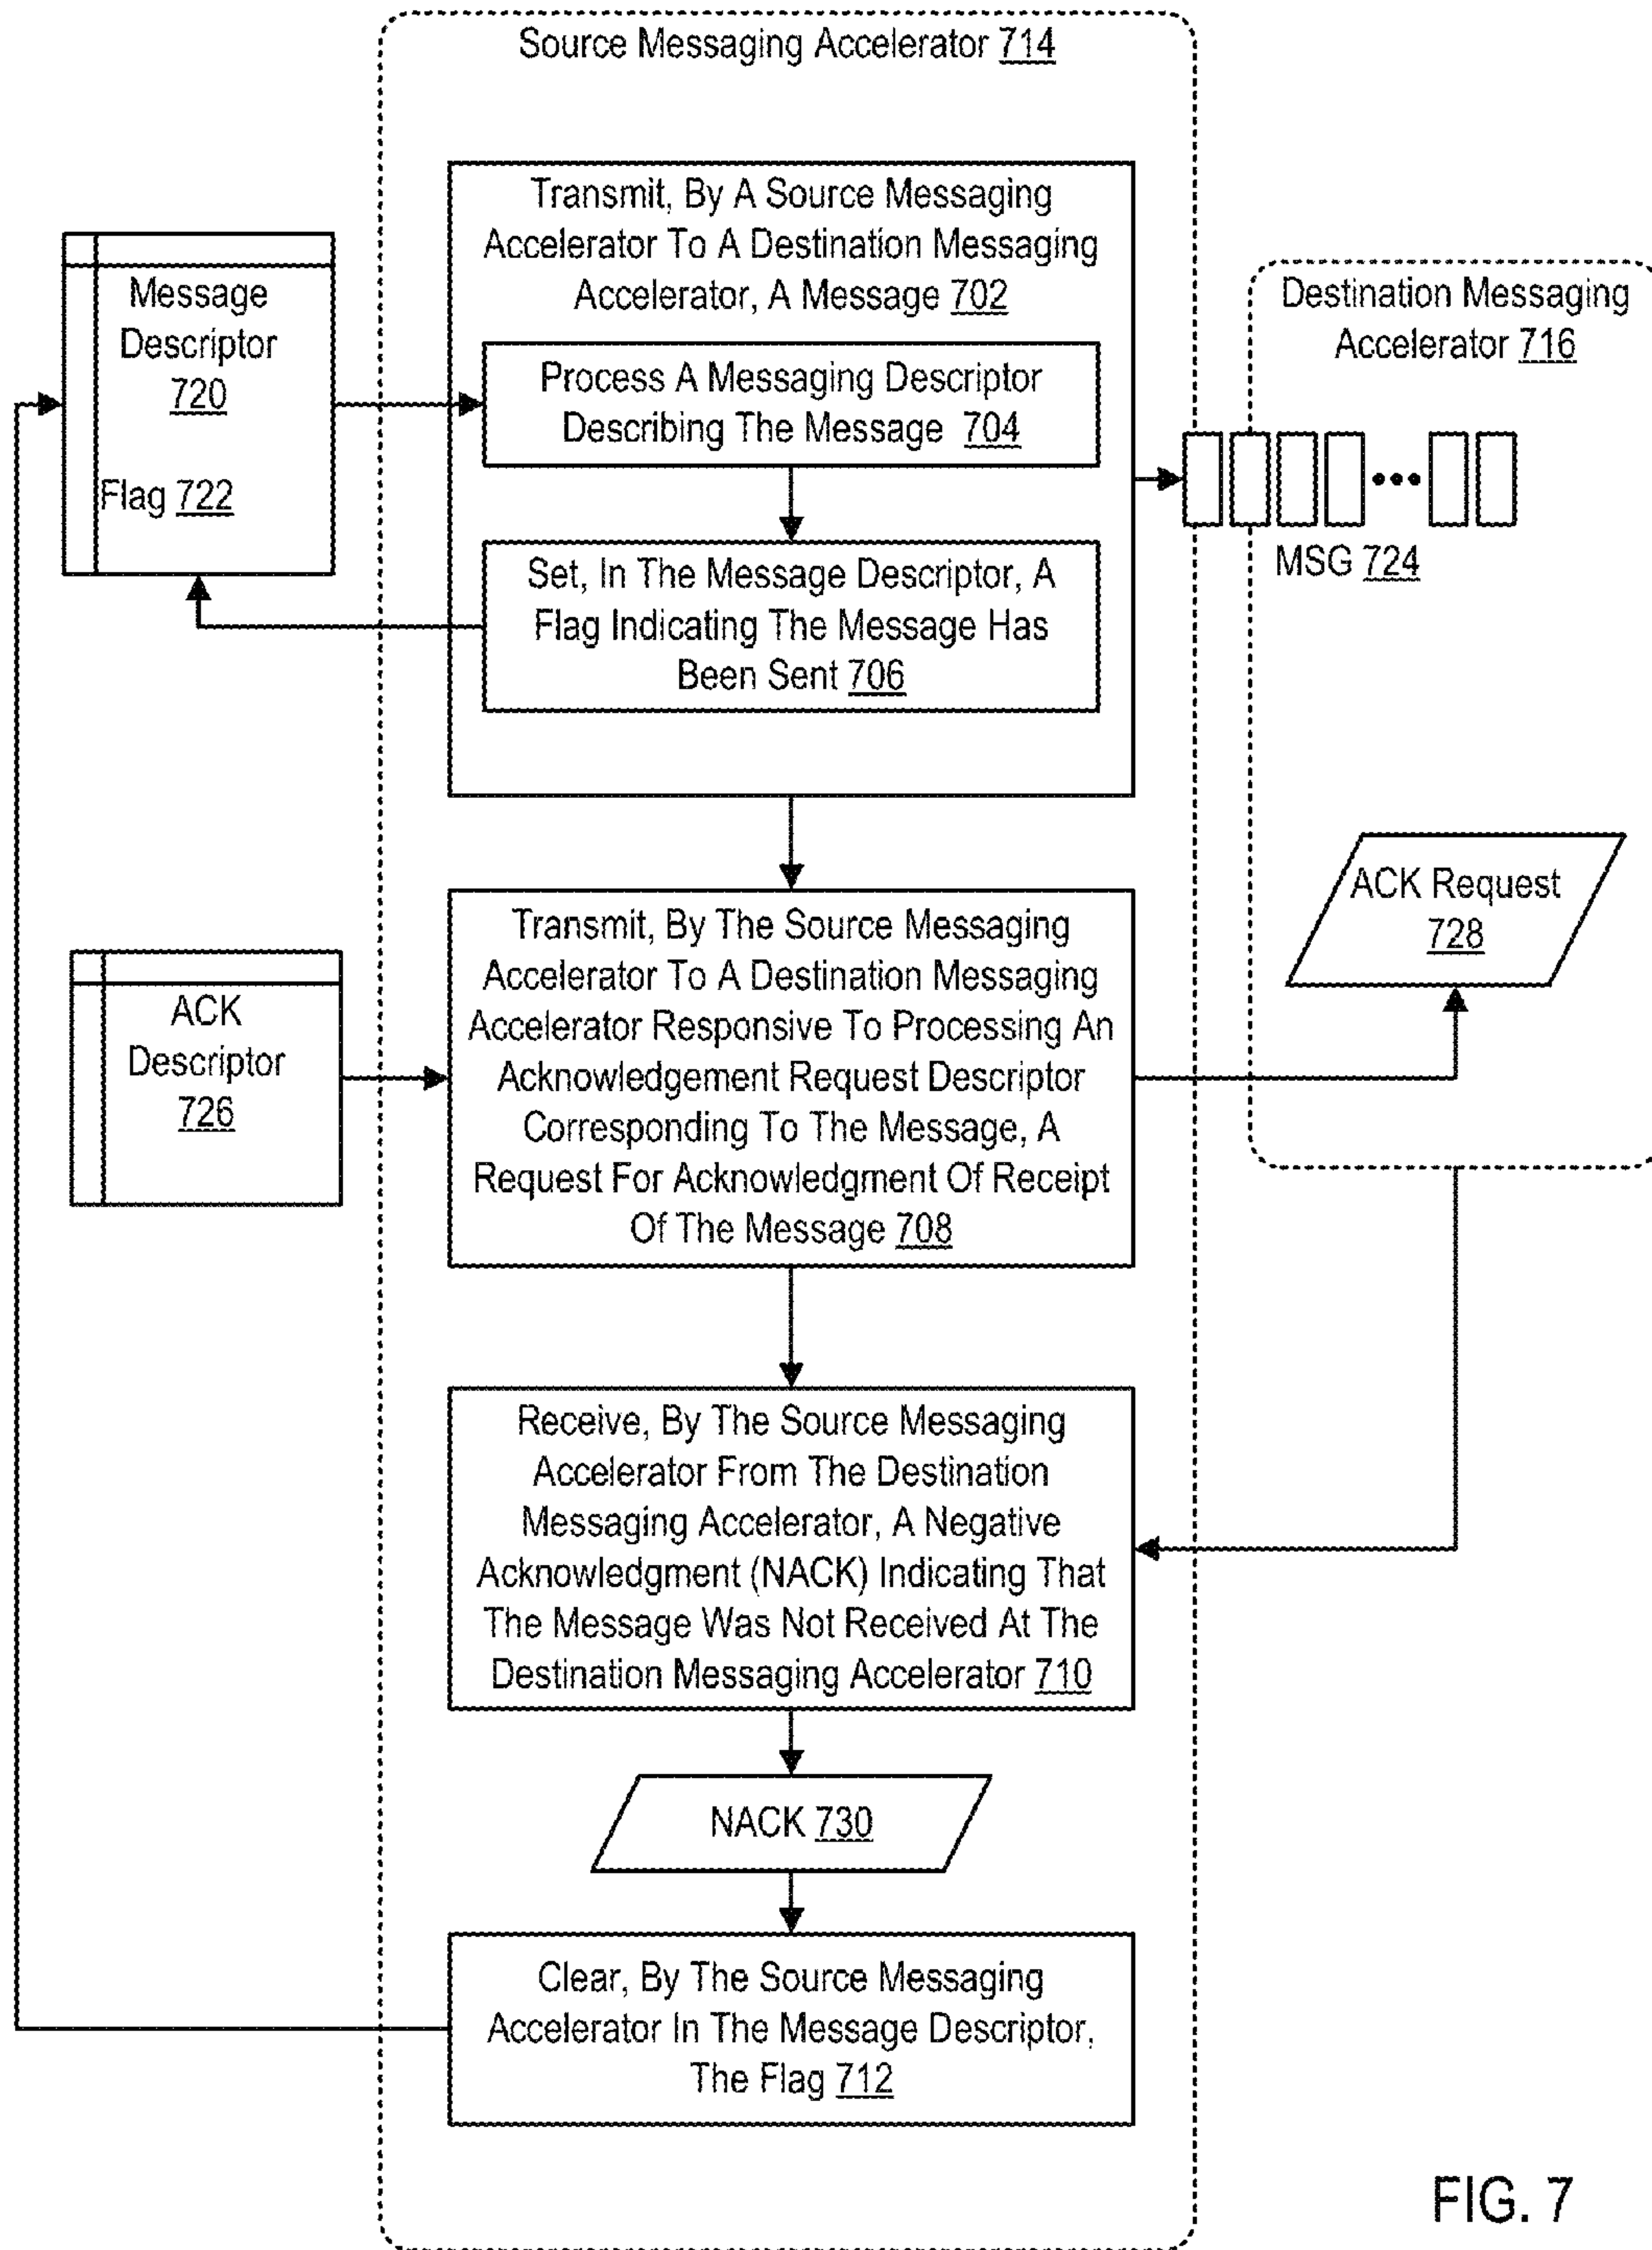 Source Messaging Accelerator 714
Transmit, By A Source Messaging
Accelerator To A Destination Messaging
Accelerator, A Message 702
Message
Descriptor
720
Flag 722
Process A Messaging Descriptor
Describing The Message 704
Set, In The Message Descriptor, A
Flag Indicating The Message Has
Been Sent 706
Destination Messaging
Accelerator 716
MSG 724
ACK Request
728
ACK
Descriptor
726
Transmit, By The Source Messaging
Accelerator To A Destination Messaging
Accelerator Responsive To Processing An
Acknowledgement Request Descriptor
Corresponding To The Message, A
Request For Acknowledgment Of Receipt
Of The Message 708
Receive, By The Source Messaging
Accelerator From The Destination
Messaging Accelerator, A Negative
Acknowledgment (NACK) Indicating That
The Message Was Not Received At The
Destination Messaging Accelerator 710
NACK 730
Clear, By The Source Messaging
Accelerator In The Message Descriptor,
The Flag 712
FIG. 7